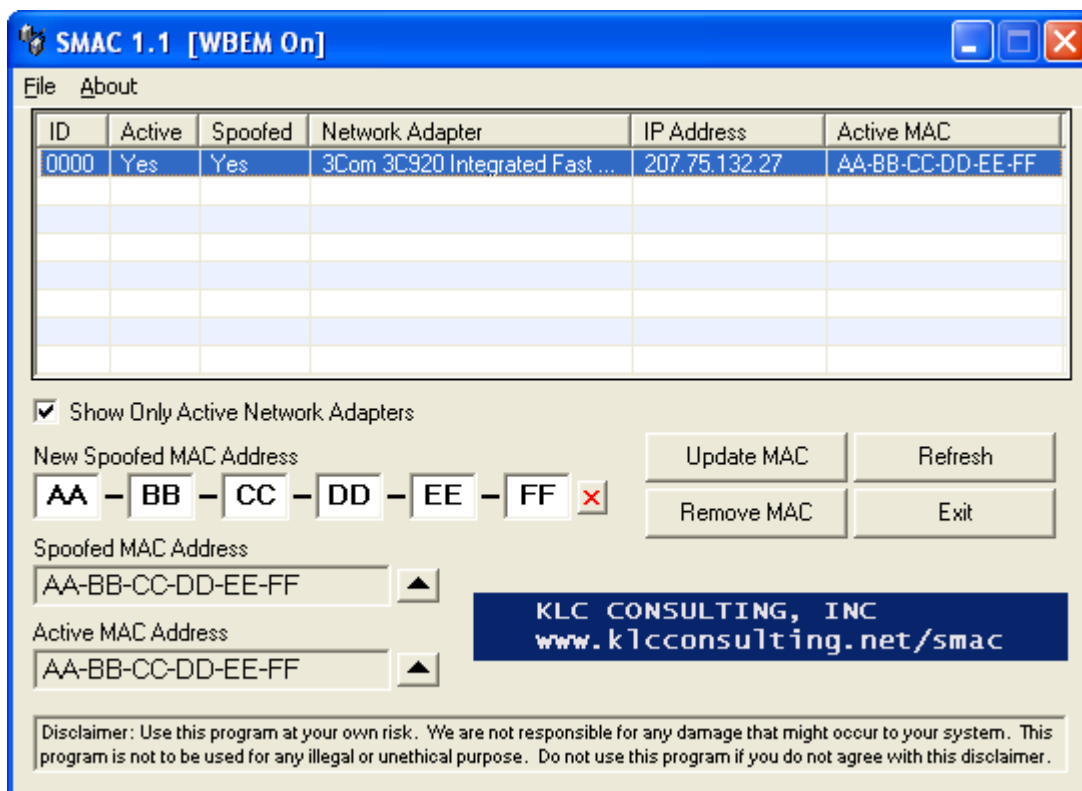 SMAC 1.1 [WBEM On]
File About
ID Active Spoofed Network Adapter IP Address Active MAC
0000 Yes Yes 3Com 3C920 Integrated Fast ... 207.75.132.27 AA-BB-CC-DD-EE-FF
Show Only Active Network Adapters
New Spoofed MAC Address
AA - BB - CC - DD - EE - FF
Update MAC Refresh
Remove MAC Exit
Spoofed MAC Address
AA-BB-CC-DD-EE-FF
Active MAC Address
AA-BB-CC-DD-EE-FF
KLC CONSULTING, INC
www.klcconsulting.net/smac
Disclaimer: Use this program at your own risk. We are not responsible for any damage that might occur to your system. This
program is not to be used for any illegal or unethical purpose. Do not use this program if you do not agree with this disclaimer.